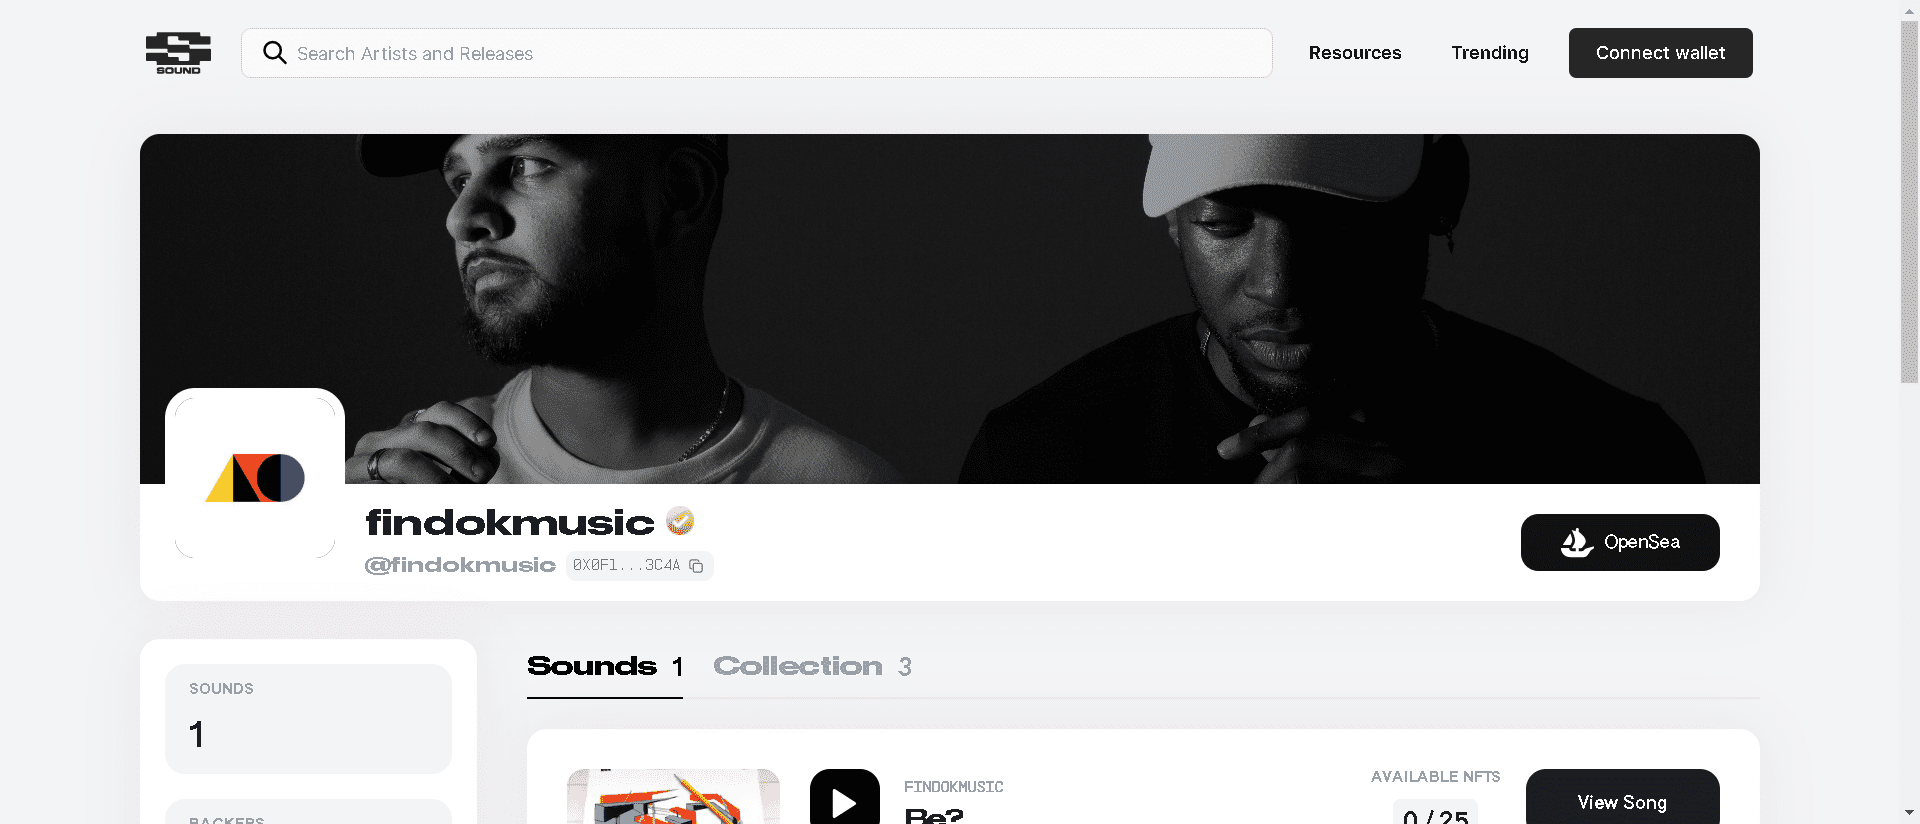 SOUND
Search Artists and Releases
Resources
Trending
Connect wallet
findokmusic
@findokmusic
0X0F1...3C4A
OpenSea
SOUNDS
1
BACKERS
Sounds 1
Collection 3
FINDOKMUSIC
Be?
AVAILABLE NFTS
0 / 25
View Song